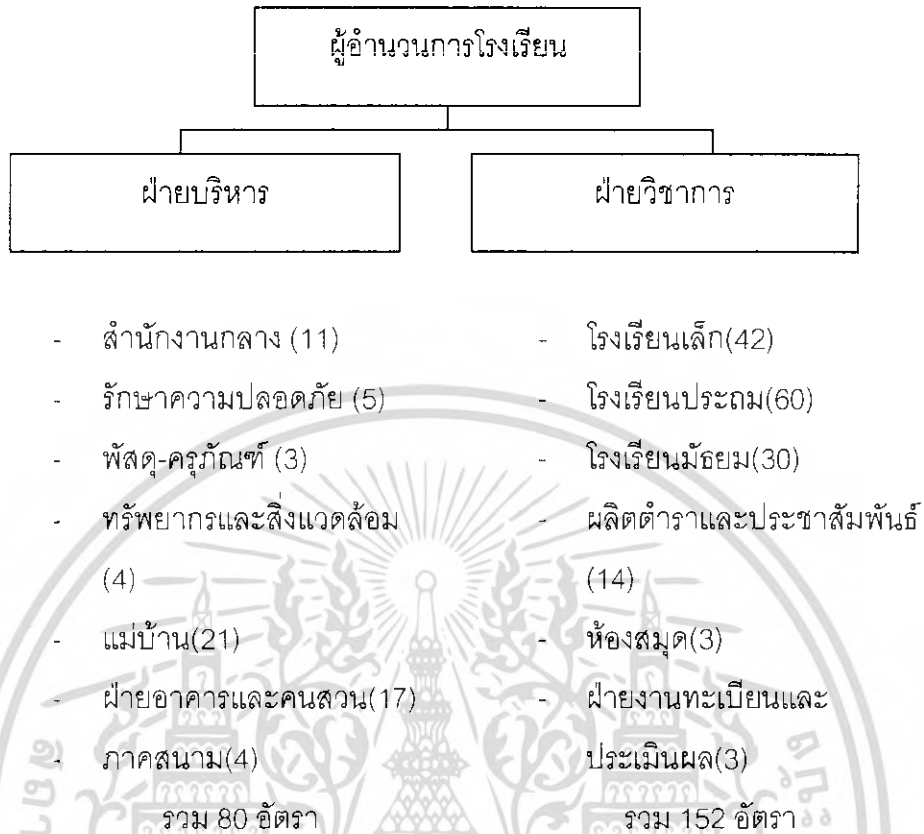 ผู้อำนวยการโรงเรียน
ฝ่ายบริหาร
ฝ่ายวิชาการ
- สำนักงานกลาง (11)
- รักษาความปลอดภัย (5)
- พัสดุ-ครุภัณฑ์ (3)
- ทรัพยากรและสิ่งแวดล้อม
(4)
- แม่บ้าน(21)
- ฝ่ายอาคารและคนสวน(17)
- ภาคสนาม(4)
รวม 80 อัตรา
- โรงเรียนเล็ก(42)
- โรงเรียนประถม(60)
- โรงเรียนมัธยม(30)
- ผลิตตำราและประชาสัมพันธ์
(14)
- ห้องสมุด(3)
- ฝ่ายงานทะเบียนและ
ประเมินผล(3)
รวม 152 อัตรา